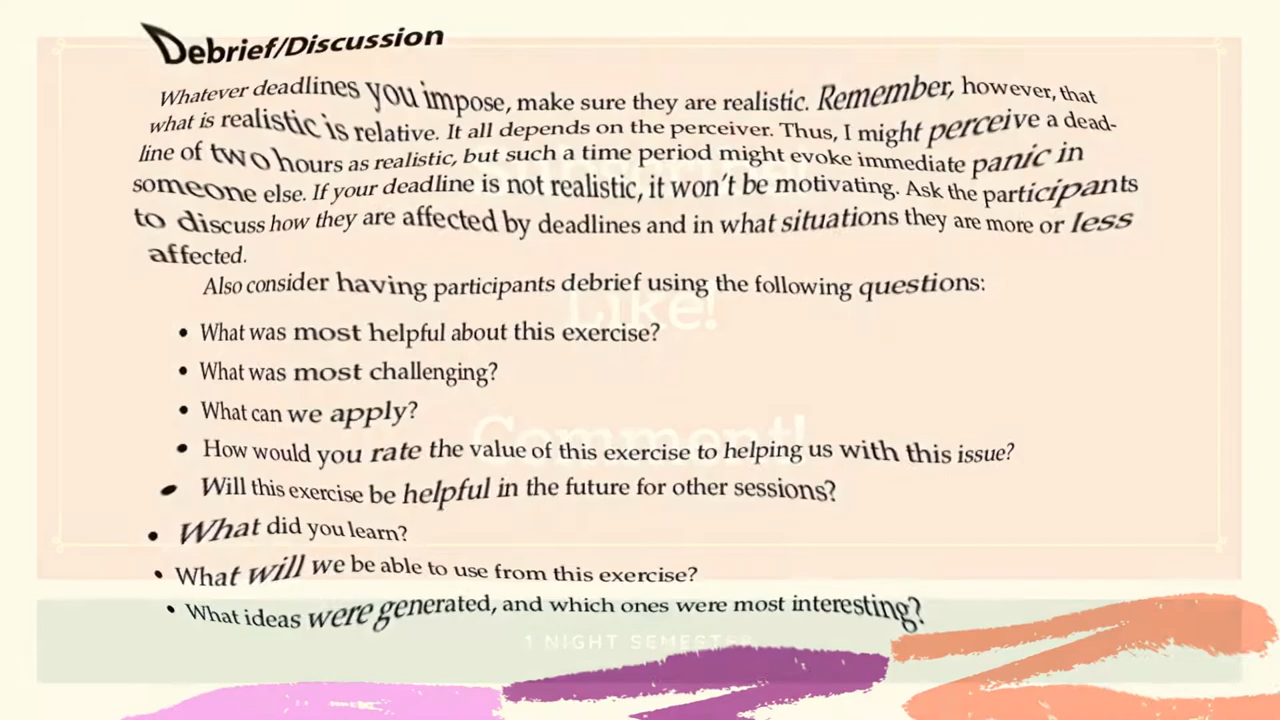 Debrief/Discussion
Whatever deadlines you impose, make sure they are realistic. Remember, however, that
what is realistic is relative. It all depends on the perceiver. Thus, I might perceive a dead-
line of two hours as realistic, but such a time period might evoke immediate panic in
someone else. If your deadline is not realistic, it won't be motivating. Ask the participants
to discuss how they are affected by deadlines and in what situations they are more or less
affected.
Also consider having participants debrief using the following questions:
• What was most helpful about this exercise?
• What was most challenging?
• What can we apply?
• How would you rate the value of this exercise to helping us with this issue?
• Will this exercise be helpful in the future for other sessions?
• What did you learn?
• What will we be able to use from this exercise?
• What ideas were generated, and which ones were most interesting?
Like!
Comment!
1 NIGHT SEMESTER